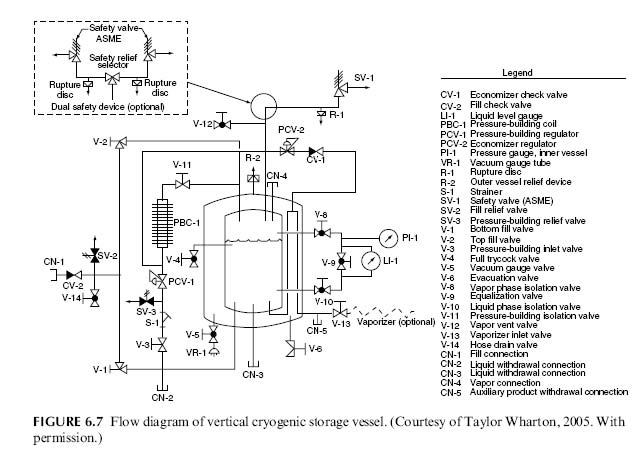 Safety valve
ASME
Safety relief
selector
Rupture
disc
Rupture
disc
Dual safety device (optional)
SV-1
V-12
R-1
PCV-2
V-2
R-2
CV-1
V-11
CN-4
PBC-1
V-8
PI-1
SV-2
CN-1
V-4
V-9
LI-1
CV-2
PCV-1
V-14
V-10
SV-3
S-1
Vaporizer (optional)
CN-5
V-13
V-5
V-3
VR-1
V-6
V-1
CN-3
CN-2
Legend
CV-1 Economizer check valve
CV-2 Fill check valve
LI-1 Liquid level gauge
PBC-1 Pressure-building coil
PCV-1 Pressure-building regulator
PCV-2 Economizer regulator
PI-1 Pressure gauge, inner vessel
VR-1 Vacuum gauge tube
R-1 Rupture disc
R-2 Outer vessel relief device
S-1 Strainer
SV-1 Safety valve (ASME)
SV-2 Fill relief valve
SV-3 Pressure-building relief valve
V-1 Bottom fill valve
V-2 Top fill valve
V-3 Pressure-building inlet valve
V-4 Full trycock valve
V-5 Vacuum gauge valve
V-6 Evacuation valve
V-8 Vapor phase isolation valve
V-9 Equalization valve
V-10 Liquid phase isolation valve
V-11 Pressure-building isolation valve
V-12 Vapor vent valve
V-13 Vaporizer inlet valve
V-14 Hose drain valve
CN-1 Fill connection
CN-2 Liquid withdrawal connection
CN-3 Liquid withdrawal connection
CN-4 Vapor connection
CN-5 Auxiliary product withdrawal connection
FIGURE 6.7 Flow diagram of vertical cryogenic storage vessel. (Courtesy of Taylor Wharton, 2005. With
permission.)